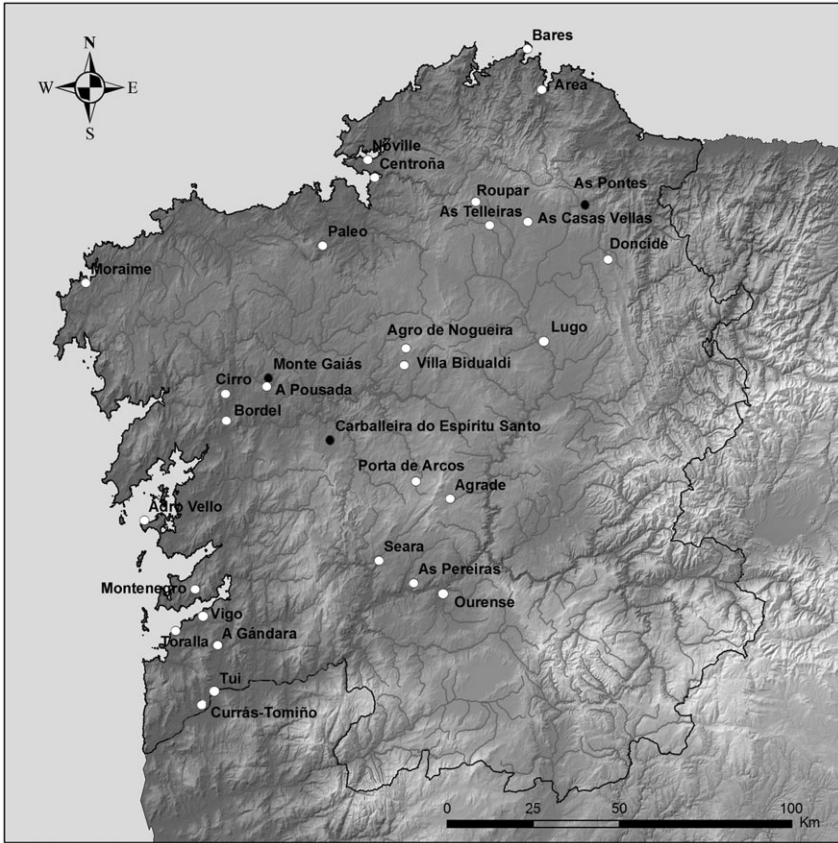 Bares
N
Area
W
E
S
Nõville
Centroña
As Pontes
Roupar
As Telleiras
As Casas Vellas
Paleo
Doncide
Moraime
Agro de Nogueira
Lugo
Monte Gaiás
Villa Bidualdi
Cirro
A Pousada
Bordel
Carballeira do Espíritu Santo
Porta de Arcos
Agrade
Adro Vello
Seara
As Pereiras
Montenegro
Ourense
Vigo
Toralla
A Gándara
Tui
Currás-Tomiño
0 25 50 100
Km